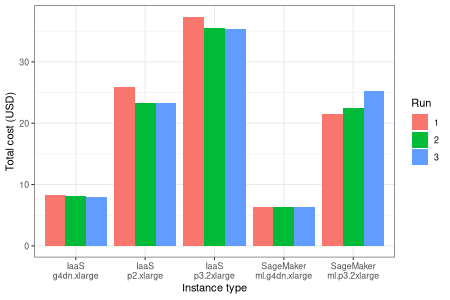 Total cost (USD)
30
20
10
0
IaaS
g4dn.xlarge
IaaS
p2.xlarge
IaaS
p3.2xlarge
SageMaker
ml.g4dn.xlarge
SageMaker
ml.p3.2xlarge
Instance type
Run
1
2
3